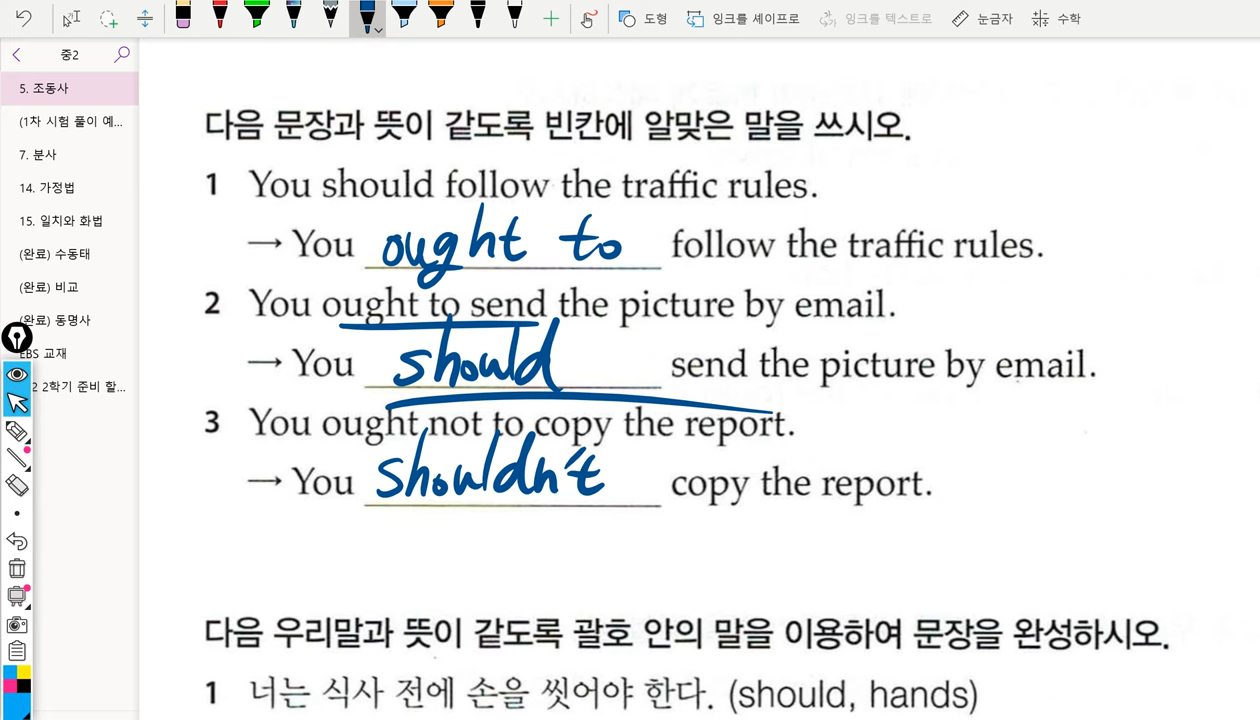 도형 잉크를 셰이프로 잉크를 텍스트로 눈금자 수학
중2
5. 조동사
(1차 시험 풀이 예...
7. 분사
14. 가정법
15. 일치와 화법
(완료) 수동태
(완료) 비교
(완료) 동명사
EBS 교재
2 2학기 준비 할...
다음 문장과 뜻이 같도록 빈칸에 알맞은 말을 쓰시오.
1 You should follow the traffic rules.
→ You ought to follow the traffic rules.
2 You ought to send the picture by email.
→ You should send the picture by email.
3 You ought not to copy the report.
→ You shouldn't copy the report.
다음 우리말과 뜻이 같도록 괄호 안의 말을 이용하여 문장을 완성하시오.
1 너는 식사 전에 손을 씻어야 한다. (should, hands)